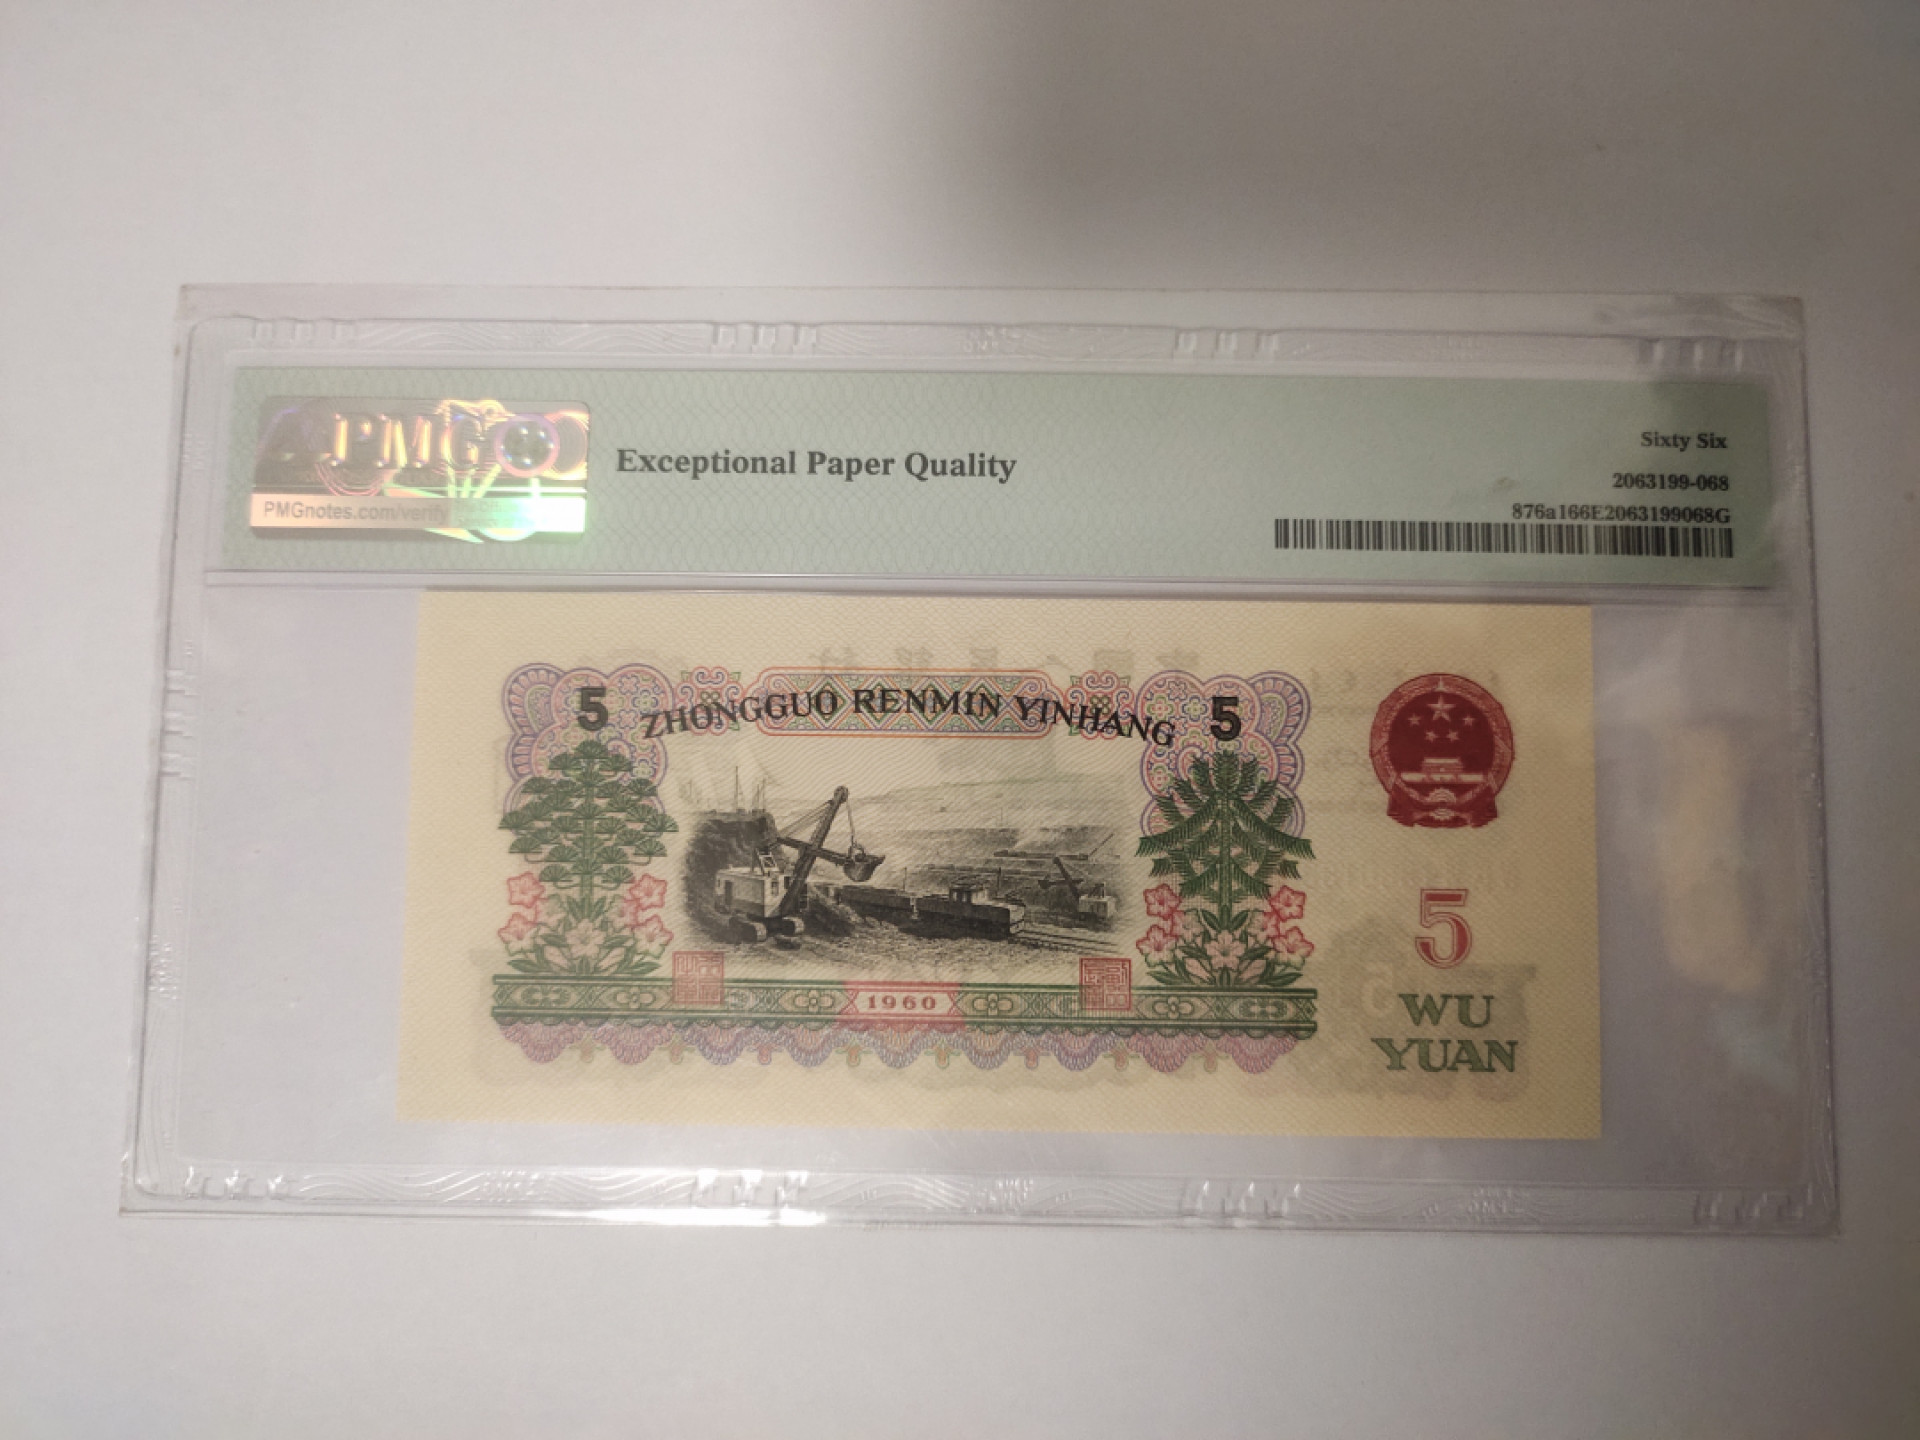 PMG
PMGnotes.com/verify
Exceptional Paper Quality
Sixty Six
2063199-068
876a166E2063199068G
5 ZHONGGUO RENMIN YINHANG 5
1960
5
WU
YUAN